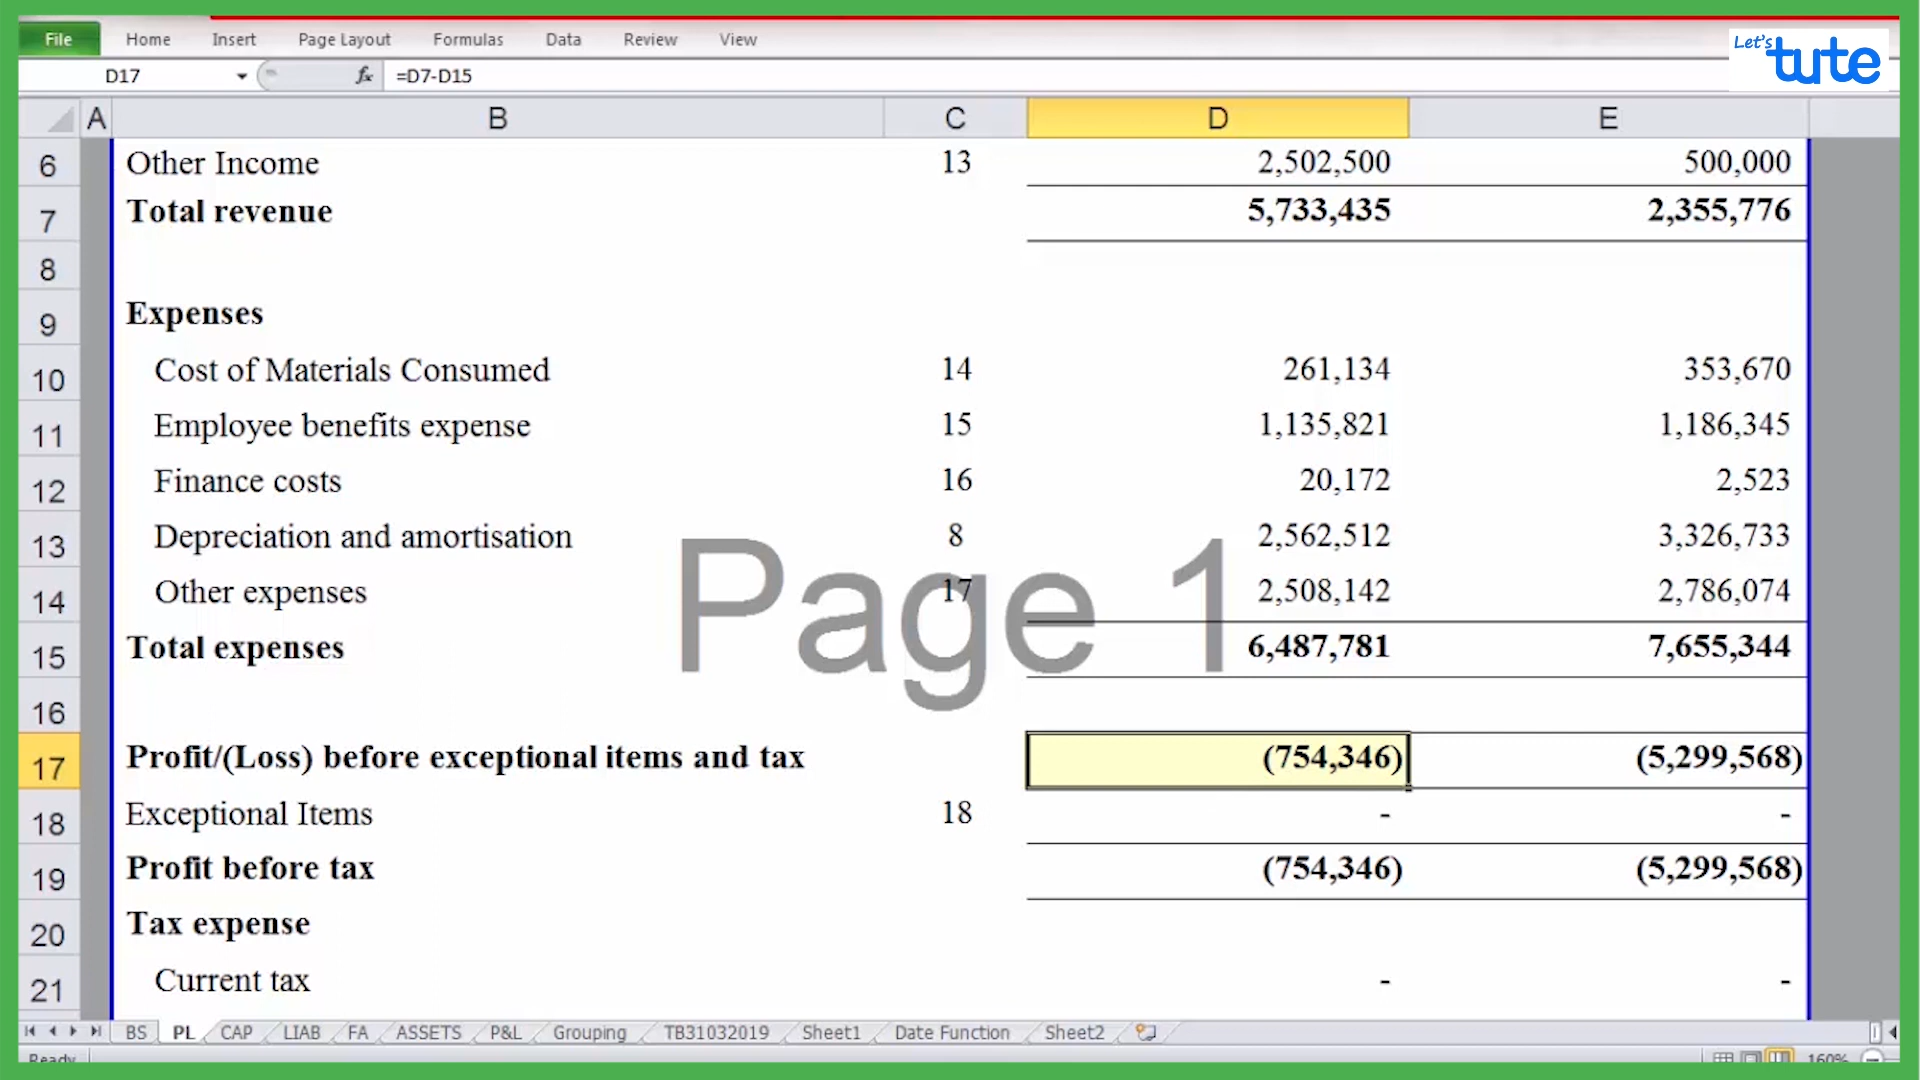 File Home Insert Page Layout Formulas Data Review View
Let's tute
D17 fx =D7-D15
A B C D E
6 Other Income 13 2,502,500 500,000
7 Total revenue 5,733,435 2,355,776
8
9 Expenses
10 Cost of Materials Consumed 14 261,134 353,670
11 Employee benefits expense 15 1,135,821 1,186,345
12 Finance costs 16 20,172 2,523
13 Depreciation and amortisation 8 2,562,512 3,326,733
14 Other expenses 17 2,508,142 2,786,074
Page 1
15 Total expenses 6,487,781 7,655,344
16
17 Profit/(Loss) before exceptional items and tax (754,346) (5,299,568)
18 Exceptional Items 18 - -
19 Profit before tax (754,346) (5,299,568)
20 Tax expense
21 Current tax - -
BS PL CAP LIAB FA ASSETS P&L Grouping TB31032019 Sheet1 Date Function Sheet2
Ready 160%